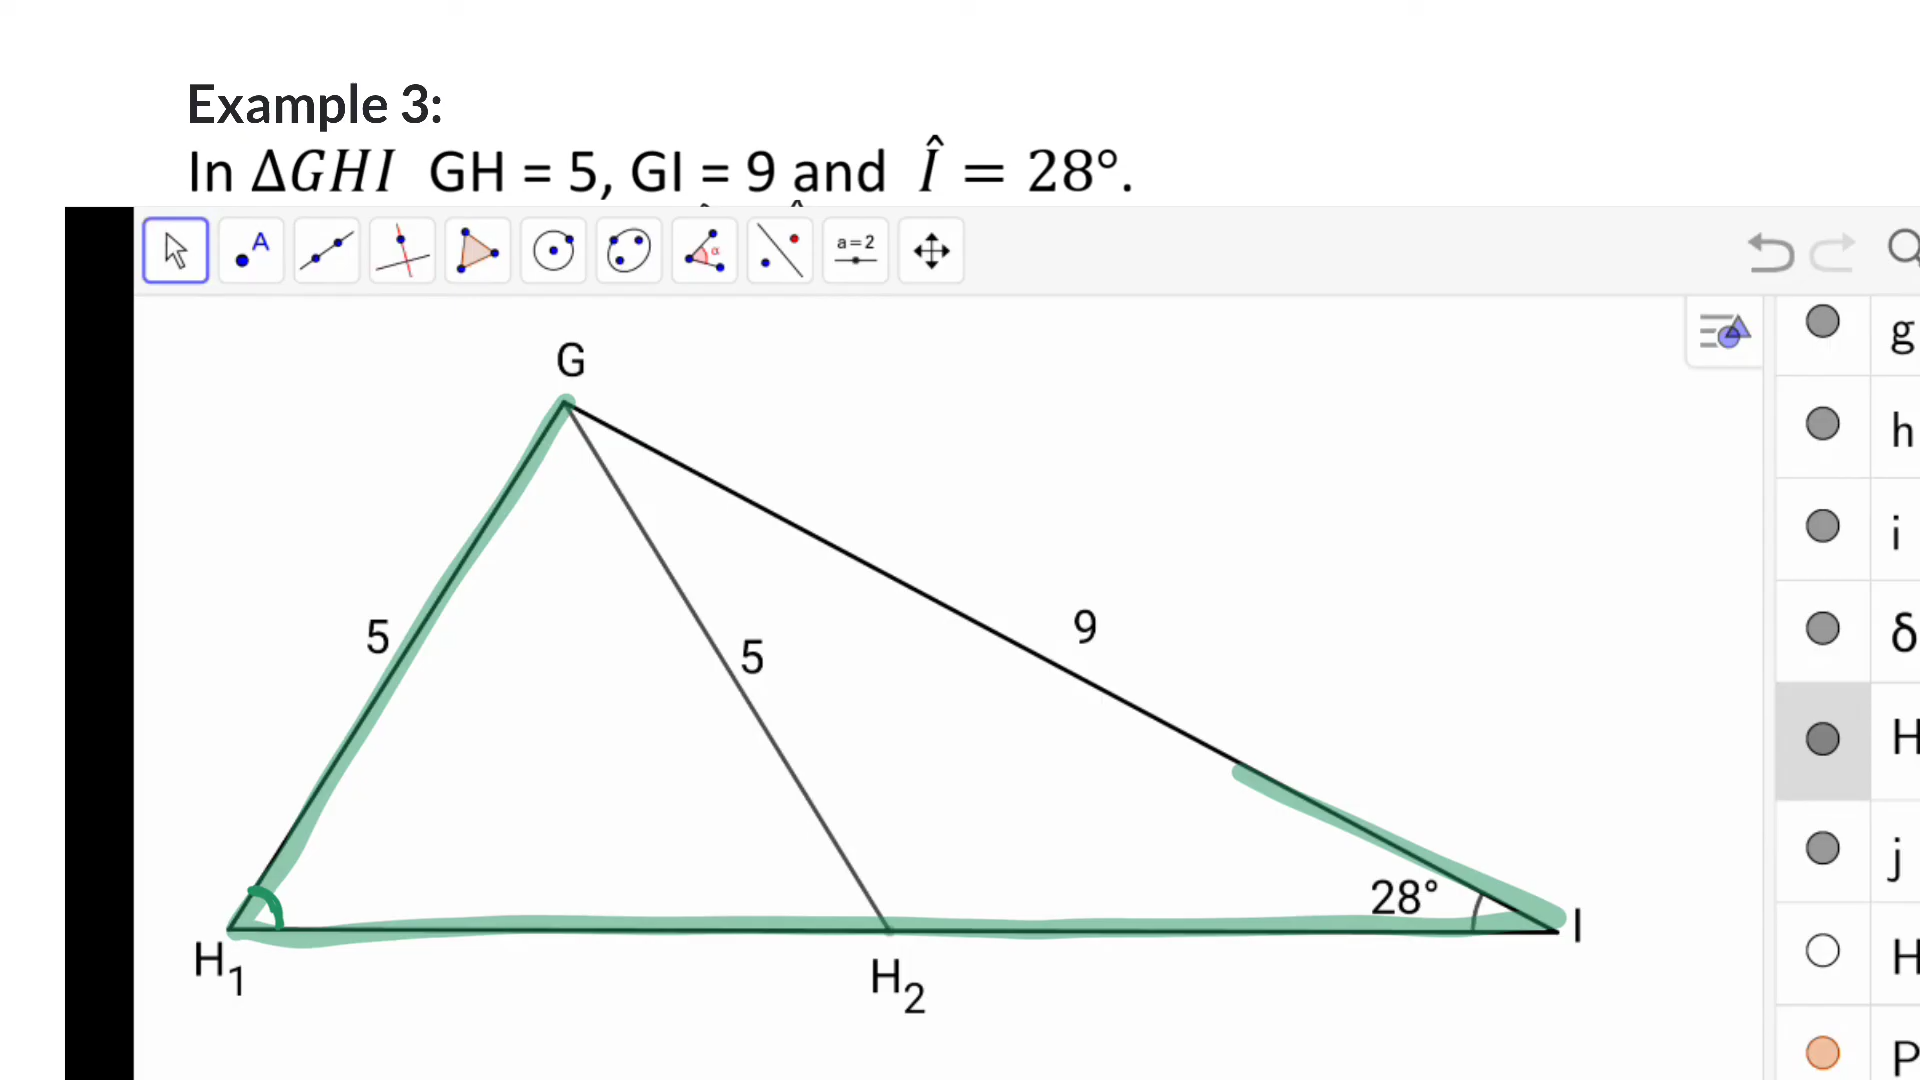 Example 3:
In ΔGHI GH = 5, GI = 9 and Î = 28°.
A
α
a=2
g
G
h
i
5
9
5
δ
H
j
28°
I
H₁
H₂
H
P